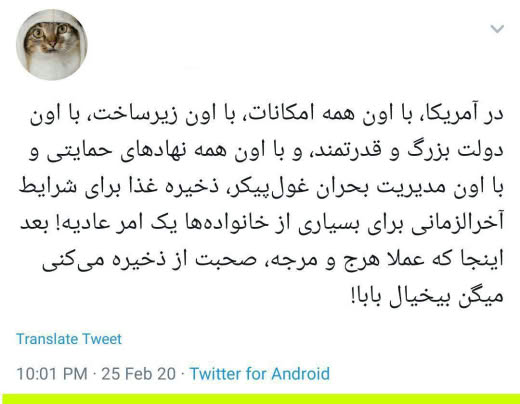 در آمریکا، با اون همه امکانات، با اون زیرساخت، با اون
دولت بزرگ و قدرتمند، و با اون همه نهادهای حمایتی و
با اون مدیریت بحران غول‌پیکر، ذخیره غذا برای شرایط
آخرالزمانی برای بسیاری از خانواده‌ها یک امر عادیه! بعد
اینجا که عملا هرج و مرجه، صحبت از ذخیره می‌کنی
میگن بیخیال بابا!
Translate Tweet
10:01 PM · 25 Feb 20 · Twitter for Android